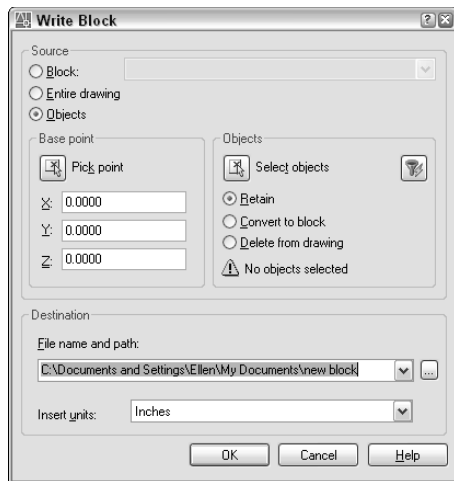 Write Block
Source
Block:
Entire drawing
Objects
Base point
Pick point
X: 0.0000
Y: 0.0000
Z: 0.0000
Objects
Select objects
Retain
Convert to block
Delete from drawing
No objects selected
Destination
File name and path:
C:\Documents and Settings\Ellen\My Documents\new block
...
Insert units: Inches
OK Cancel Help